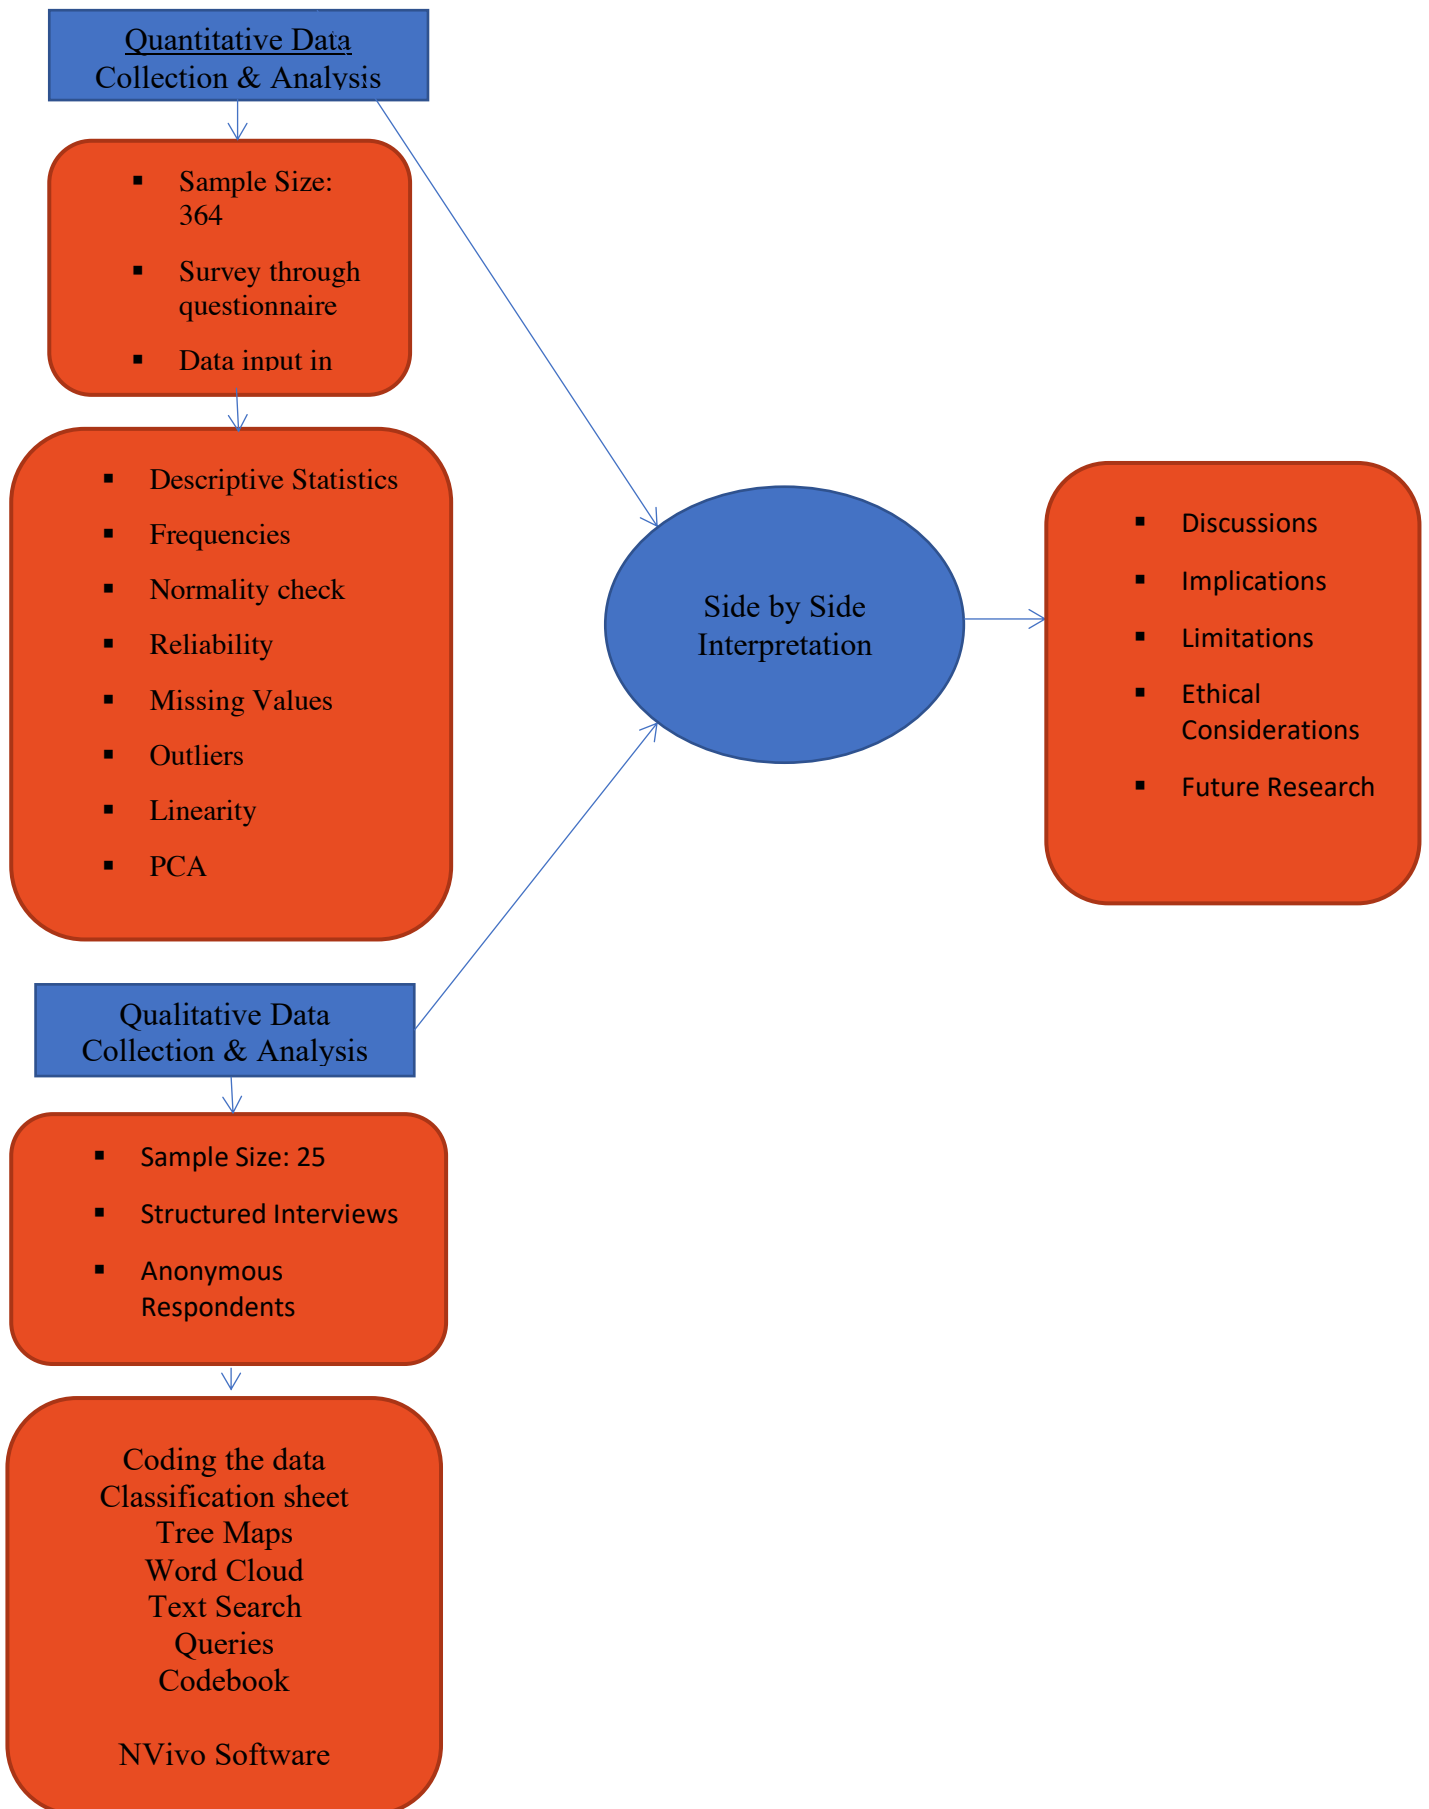 Quantitative Data
Collection & Analysis
▪ Sample Size:
364
▪ Survey through
questionnaire
▪ Data input in
▪ Descriptive Statistics
▪ Frequencies
▪ Normality check
▪ Reliability
▪ Missing Values
▪ Outliers
▪ Linearity
▪ PCA
Side by Side
Interpretation
▪ Discussions
▪ Implications
▪ Limitations
▪ Ethical
Considerations
▪ Future Research
Qualitative Data
Collection & Analysis
▪ Sample Size: 25
▪ Structured Interviews
▪ Anonymous
Respondents
Coding the data
Classification sheet
Tree Maps
Word Cloud
Text Search
Queries
Codebook
NVivo Software